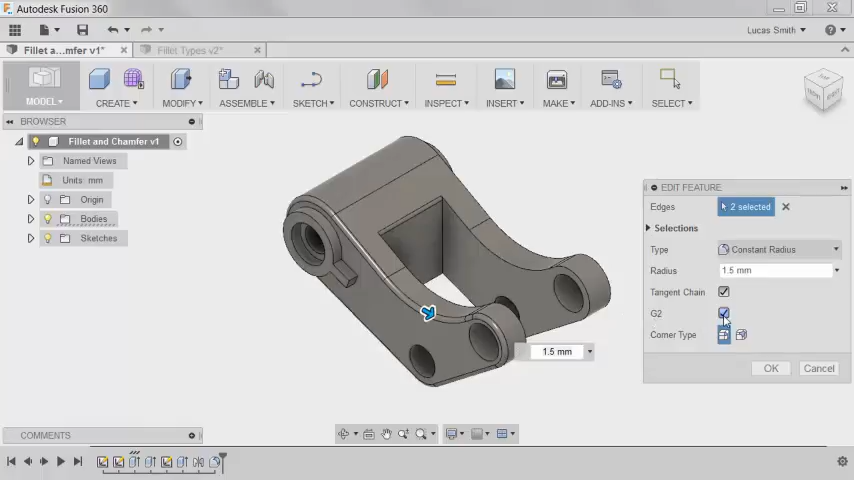 Autodesk Fusion 360
Lucas Smith
Fillet a...mfer v1*
Fillet Types v2*
MODEL
CREATE
MODIFY
ASSEMBLE
SKETCH
CONSTRUCT
INSPECT
INSERT
MAKE
ADD-INS
SELECT
BROWSER
Fillet and Chamfer v1
Named Views
Units: mm
Origin
Bodies
Sketches
EDIT FEATURE
Edges
2 selected
Selections
Type
Constant Radius
Radius
1.5 mm
Tangent Chain
G2
Corner Type
1.5 mm
OK
Cancel
COMMENTS